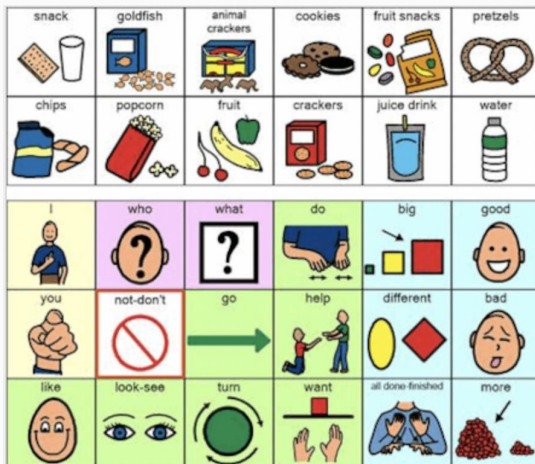 snack goldfish animal crackers cookies fruit snacks pretzels
chips popcorn fruit crackers juice drink water
I who what do big good
you not-don't go help different bad
like look-see turn want all done-finished more